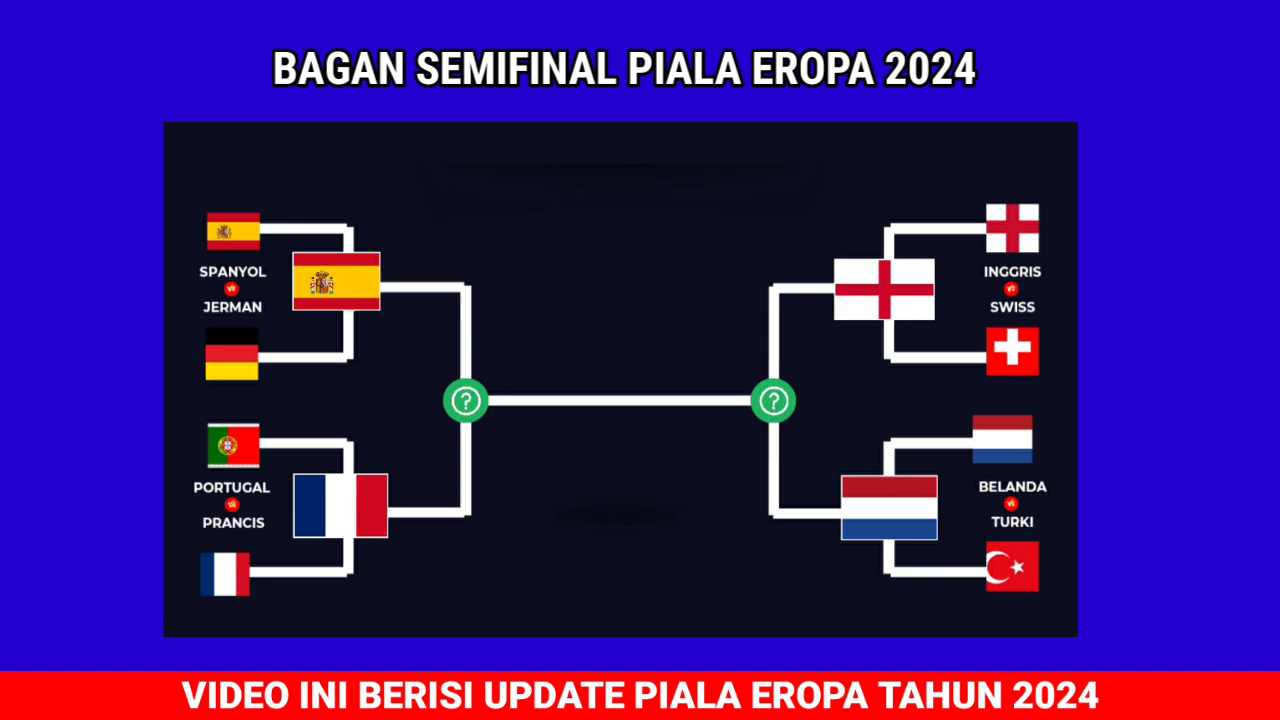 BAGAN SEMIFINAL PIALA EROPA 2024
SPANYOL
VS
JERMAN
PORTUGAL
VS
PRANCIS
INGGRIS
VS
SWISS
BELANDA
VS
TURKI
?
?
VIDEO INI BERISI UPDATE PIALA EROPA TAHUN 2024